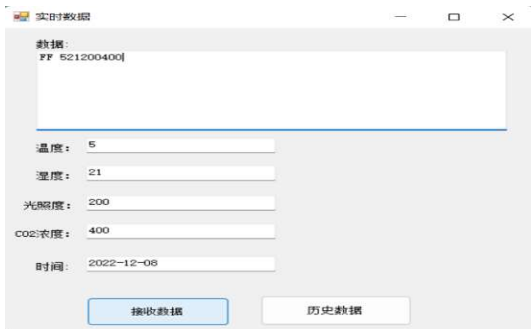 实时数据
数据:
FF 521200400
温度: 5
湿度: 21
光照度: 200
CO2浓度: 400
时间: 2022-12-08
接收数据 历史数据